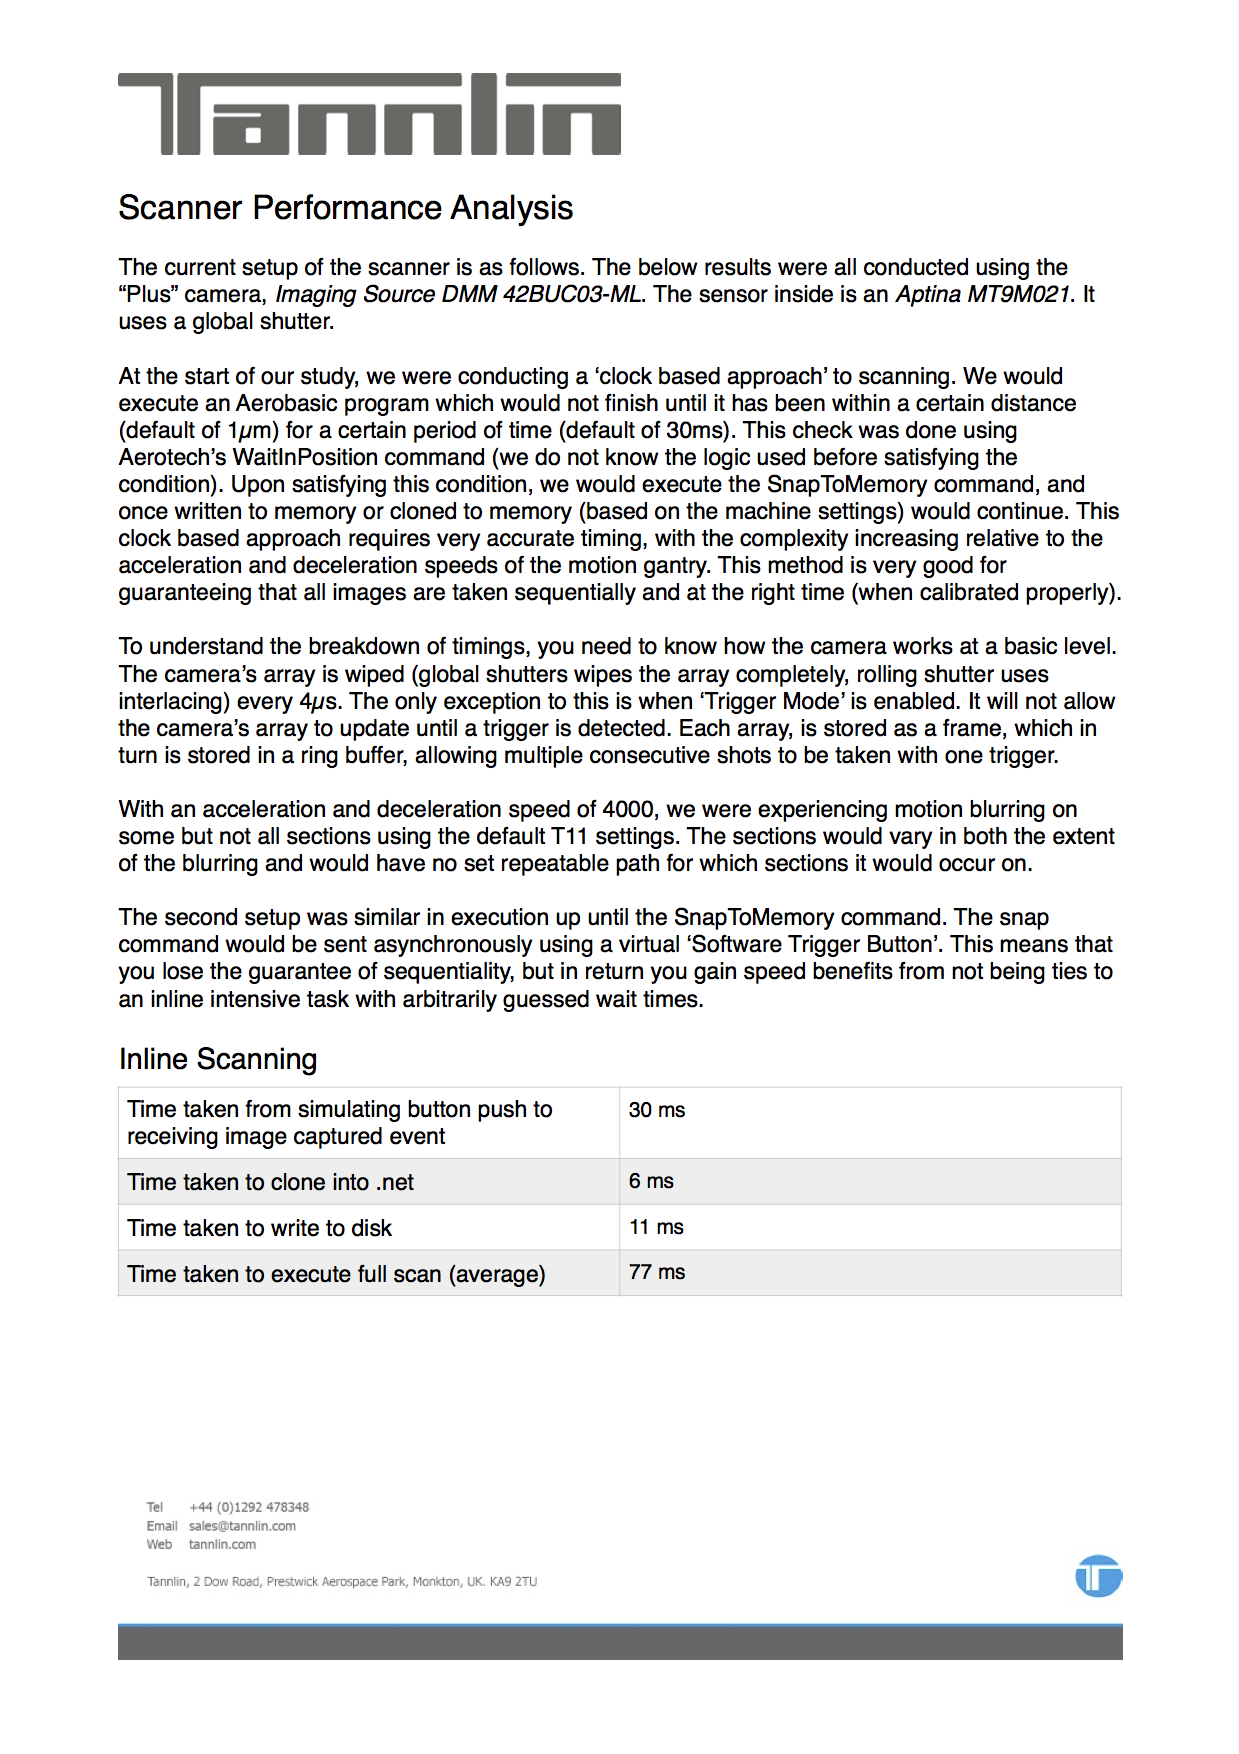 Tannlin
Scanner Performance Analysis
The current setup of the scanner is as follows. The below results were all conducted using the
“Plus” camera, Imaging Source DMM 42BUC03-ML. The sensor inside is an Aptina MT9M021. It
uses a global shutter.
At the start of our study, we were conducting a ‘clock based approach’ to scanning. We would
execute an Aerobasic program which would not finish until it has been within a certain distance
(default of 1µm) for a certain period of time (default of 30ms). This check was done using
Aerotech’s WaitInPosition command (we do not know the logic used before satisfying the
condition). Upon satisfying this condition, we would execute the SnapToMemory command, and
once written to memory or cloned to memory (based on the machine settings) would continue. This
clock based approach requires very accurate timing, with the complexity increasing relative to the
acceleration and deceleration speeds of the motion gantry. This method is very good for
guaranteeing that all images are taken sequentially and at the right time (when calibrated properly).
To understand the breakdown of timings, you need to know how the camera works at a basic level.
The camera’s array is wiped (global shutters wipes the array completely, rolling shutter uses
interlacing) every 4µs. The only exception to this is when ‘Trigger Mode’ is enabled. It will not allow
the camera’s array to update until a trigger is detected. Each array, is stored as a frame, which in
turn is stored in a ring buffer, allowing multiple consecutive shots to be taken with one trigger.
With an acceleration and deceleration speed of 4000, we were experiencing motion blurring on
some but not all sections using the default T11 settings. The sections would vary in both the extent
of the blurring and would have no set repeatable path for which sections it would occur on.
The second setup was similar in execution up until the SnapToMemory command. The snap
command would be sent asynchronously using a virtual ‘Software Trigger Button’. This means that
you lose the guarantee of sequentiality, but in return you gain speed benefits from not being ties to
an inline intensive task with arbitrarily guessed wait times.
Inline Scanning
Time taken from simulating button push to 30 ms
receiving image captured event
Time taken to clone into .net 6 ms
Time taken to write to disk 11 ms
Time taken to execute full scan (average) 77 ms
Tel +44 (0)1292 478348
Email sales@tannlin.com
Web tannlin.com
Tannlin, 2 Dow Road, Prestwick Aerospace Park, Monkton, UK. KA9 2TU